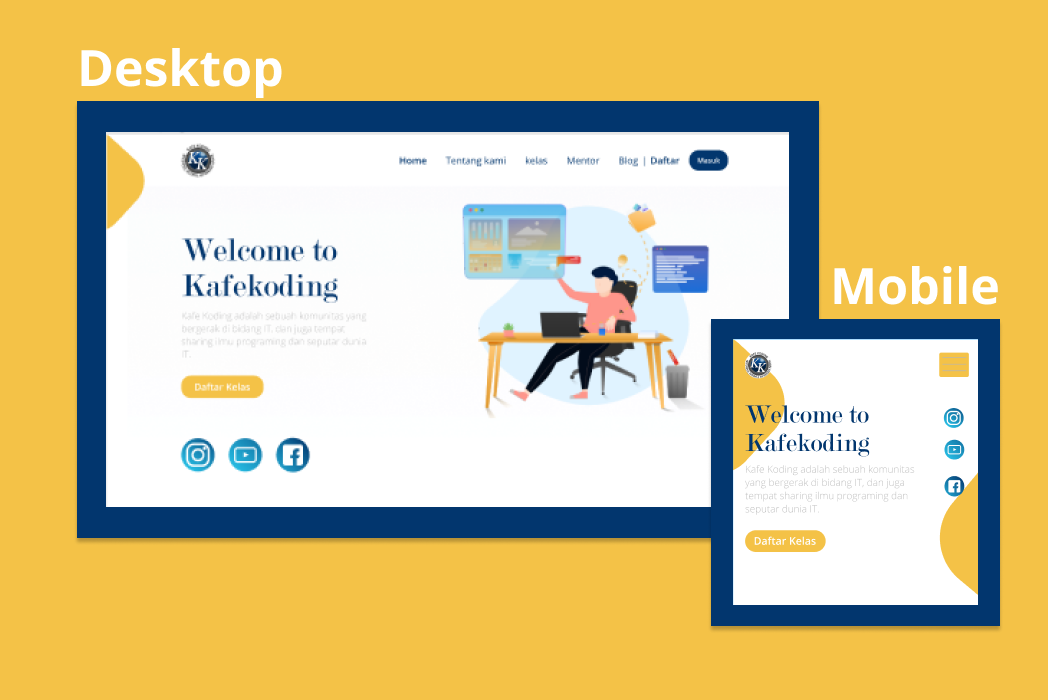 Desktop
KK
Home Tentang kami kelas Mentor Blog | Daftar Masuk
Welcome to
Kafekoding
Kafe Koding adalah sebuah komunitas yang
bergerak di bidang IT, dan juga tempat
sharing ilmu programing dan seputar dunia
IT.
Daftar Kelas
Mobile
KK
Welcome to
Kafekoding
Kafe Koding adalah sebuah komunitas
yang bergerak di bidang IT, dan juga
tempat sharing ilmu programing dan
seputar dunia IT.
Daftar Kelas